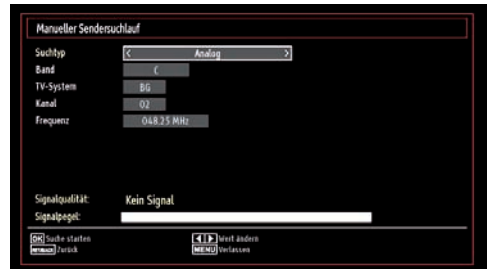 Manueller Sendersuchlauf
Suchtyp < Analog >
Band C
TV-System BG
Kanal 02
Frequenz 048.25 MHz
Signalqualität: Kein Signal
Signalpegel:
OK Suche starten Wert ändern
Zurück MENU Verlassen